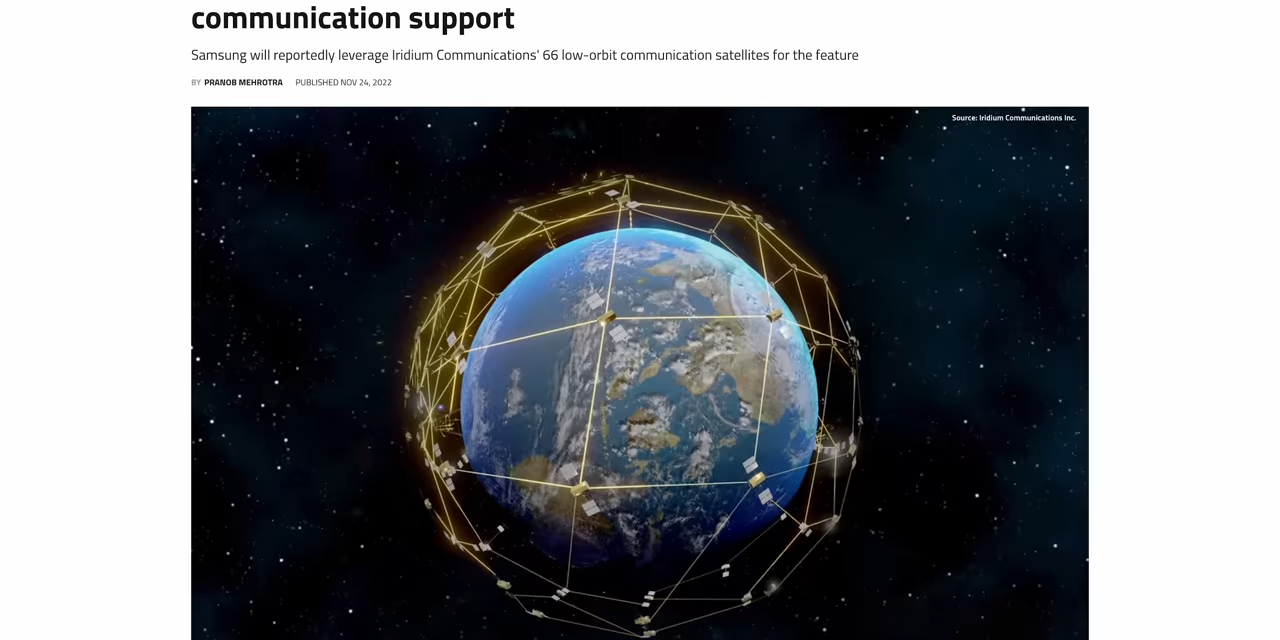 communication support
Samsung will reportedly leverage Iridium Communications' 66 low-orbit communication satellites for the feature
BY PRANOB MEHROTRA PUBLISHED NOV 24, 2022
Source: Iridium Communications Inc.